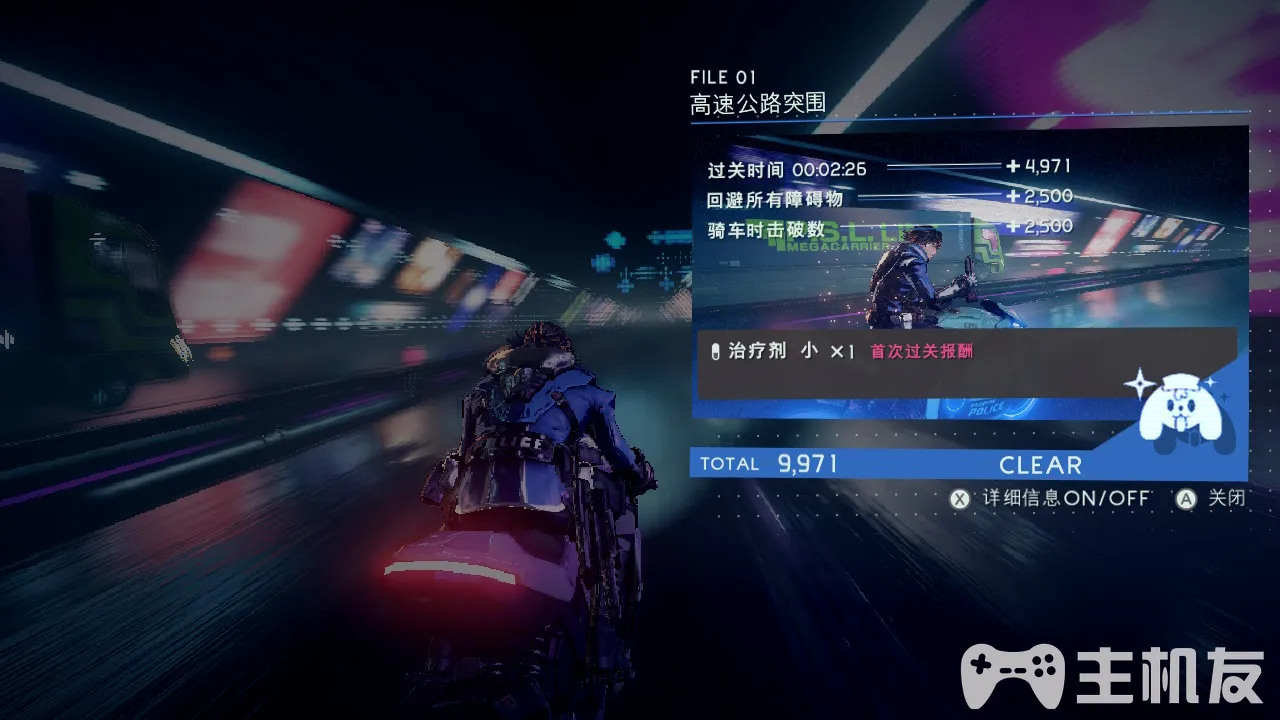 FILE 01
高速公路突围
过关时间 00:02:26 +4,971
回避所有障碍物 +2,500
骑车时击破数 +2,500
MEGACARRIER
治疗剂 小 ×1 首次过关报酬
POLICE
TOTAL 9,971 CLEAR
X 详细信息ON/OFF A 关闭
主机友